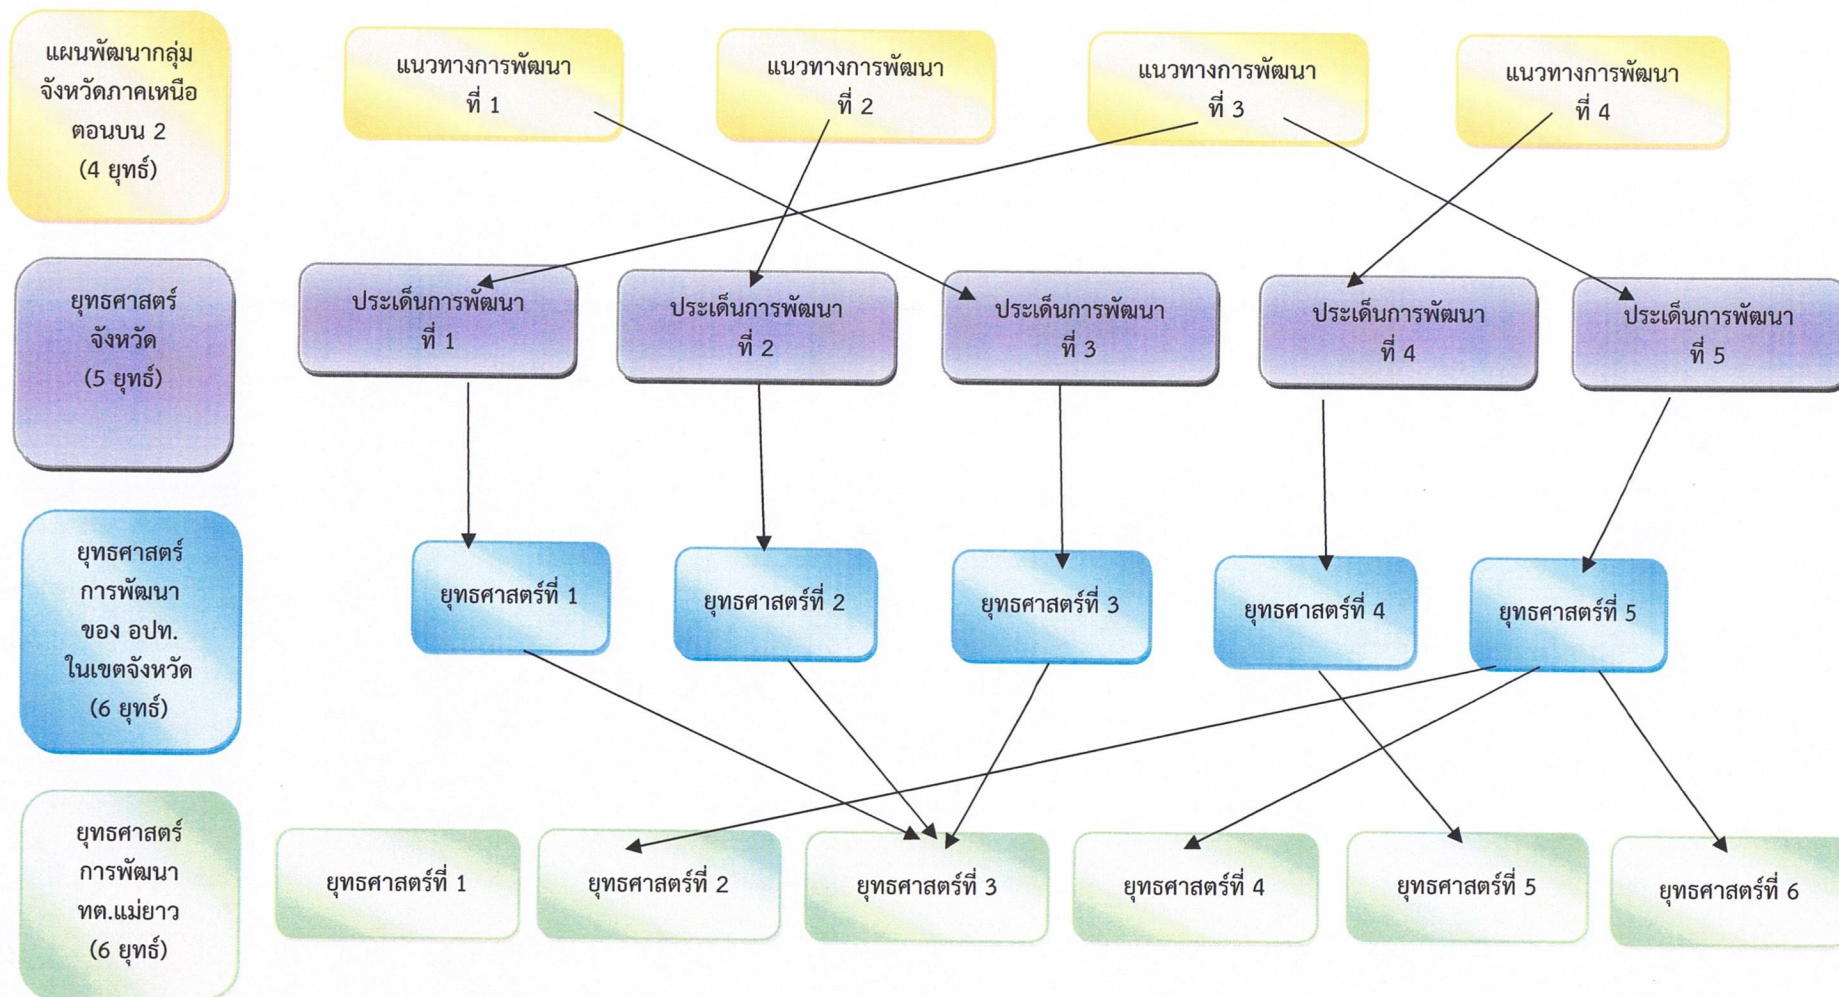 แผนพัฒนากลุ่ม
จังหวัดภาคเหนือ
ตอนบน 2
(4 ยุทธ์)
แนวทางการพัฒนา
ที่ 1
แนวทางการพัฒนา
ที่ 2
แนวทางการพัฒนา
ที่ 3
แนวทางการพัฒนา
ที่ 4
ยุทธศาสตร์
จังหวัด
(5 ยุทธ์)
ประเด็นการพัฒนา
ที่ 1
ประเด็นการพัฒนา
ที่ 2
ประเด็นการพัฒนา
ที่ 3
ประเด็นการพัฒนา
ที่ 4
ประเด็นการพัฒนา
ที่ 5
ยุทธศาสตร์
การพัฒนา
ของ อปท.
ในเขตจังหวัด
(6 ยุทธ์)
ยุทธศาสตร์ที่ 1
ยุทธศาสตร์ที่ 2
ยุทธศาสตร์ที่ 3
ยุทธศาสตร์ที่ 4
ยุทธศาสตร์ที่ 5
ยุทธศาสตร์
การพัฒนา
ทต.แม่ยาว
(6 ยุทธ์)
ยุทธศาสตร์ที่ 1
ยุทธศาสตร์ที่ 2
ยุทธศาสตร์ที่ 3
ยุทธศาสตร์ที่ 4
ยุทธศาสตร์ที่ 5
ยุทธศาสตร์ที่ 6